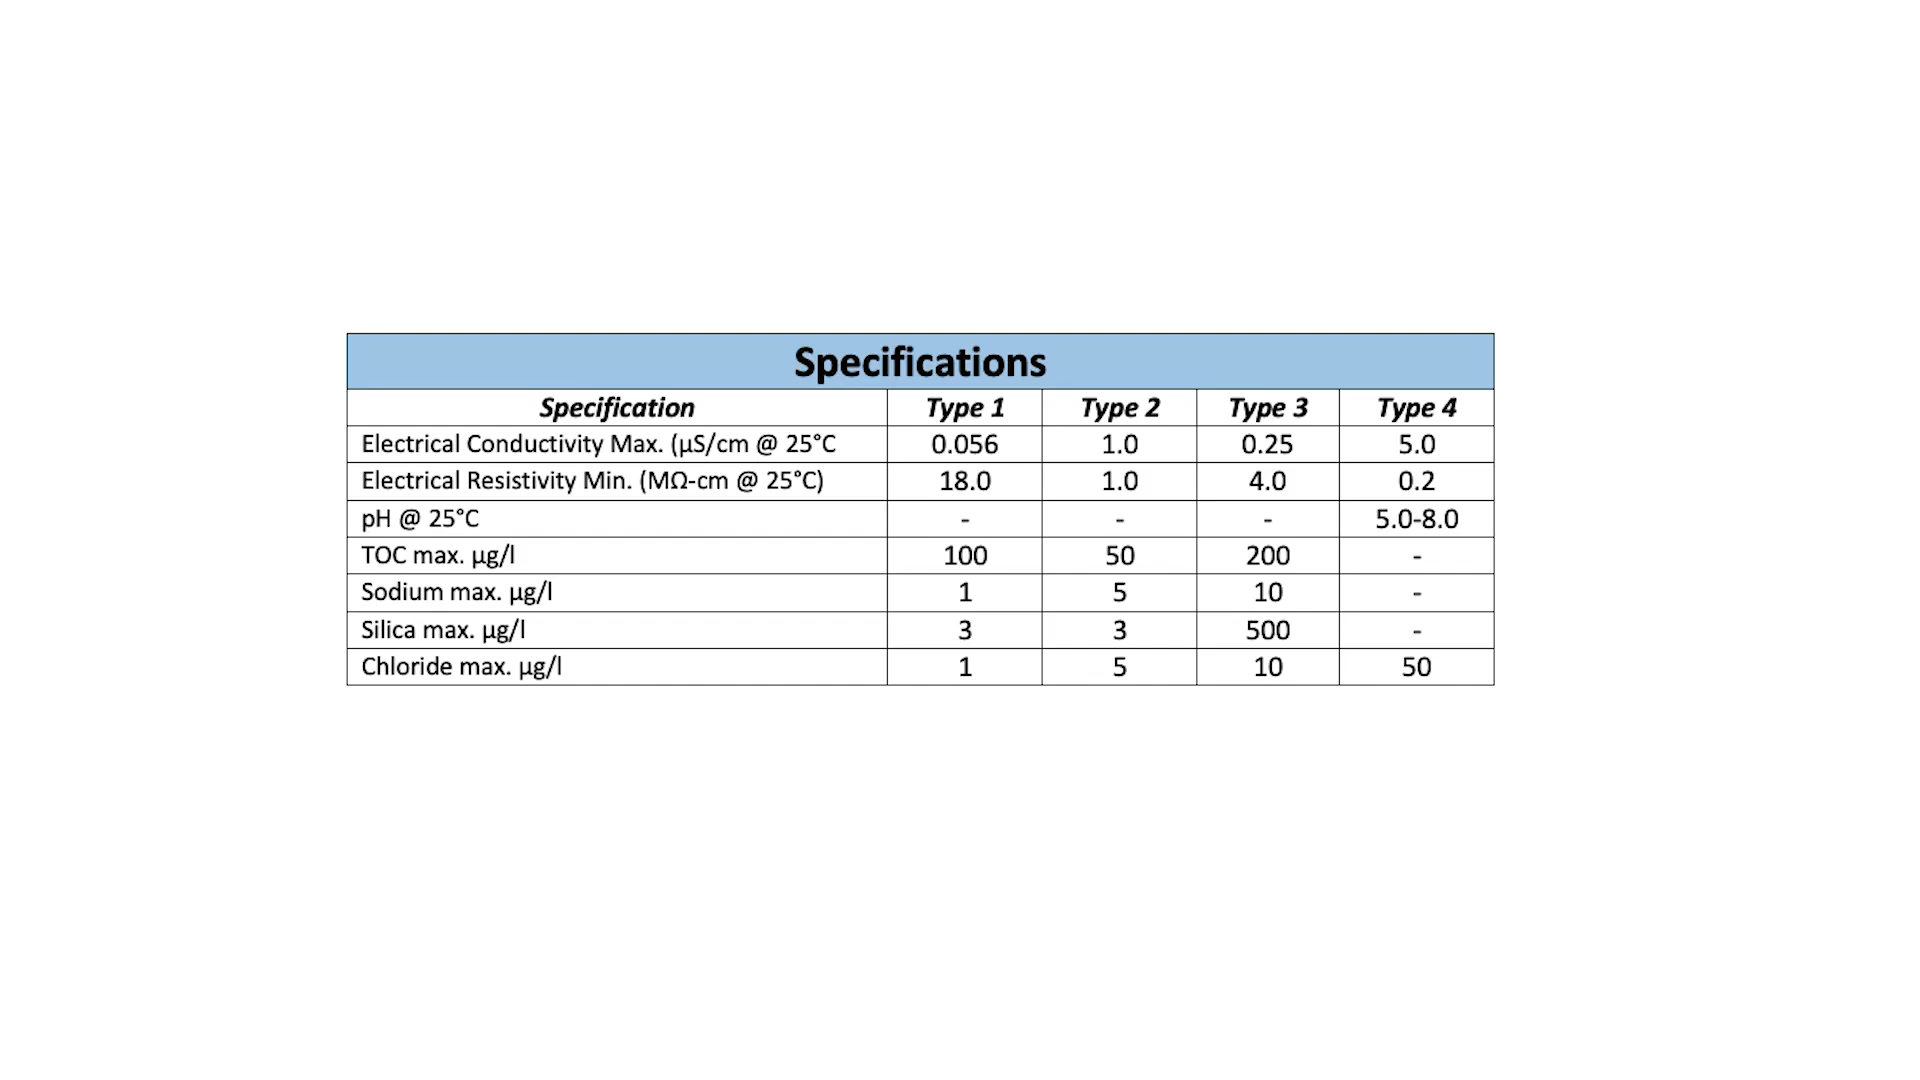 Specifications
Specification Type 1 Type 2 Type 3 Type 4
Electrical Conductivity Max. (µS/cm @ 25°C 0.056 1.0 0.25 5.0
Electrical Resistivity Min. (MΩ-cm @ 25°C) 18.0 1.0 4.0 0.2
pH @ 25°C - - - 5.0-8.0
TOC max. µg/l 100 50 200 -
Sodium max. µg/l 1 5 10 -
Silica max. µg/l 3 3 500 -
Chloride max. µg/l 1 5 10 50